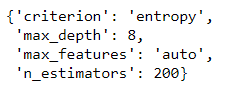 {'criterion': 'entropy',
 'max_depth': 8,
 'max_features': 'auto',
 'n_estimators': 200}